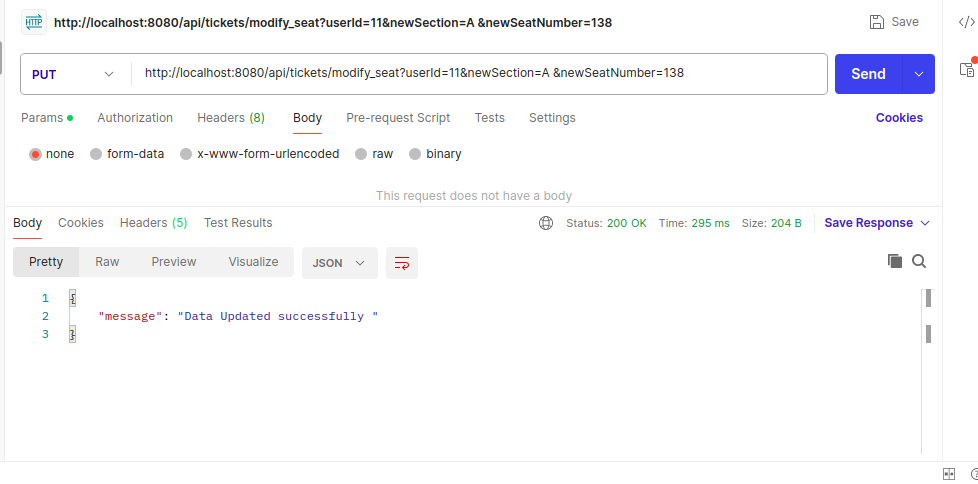 HTTP http://localhost:8080/api/tickets/modify_seat?userId=11&newSection=A &newSeatNumber=138 Save </>
PUT http://localhost:8080/api/tickets/modify_seat?userId=11&newSection=A &newSeatNumber=138 Send
Params Authorization Headers (8) Body Pre-request Script Tests Settings Cookies
none form-data x-www-form-urlencoded raw binary
This request does not have a body
Body Cookies Headers (5) Test Results Status: 200 OK Time: 295 ms Size: 204 B Save Response
Pretty Raw Preview Visualize JSON
1 {
2 "message": "Data Updated successfully "
3 }